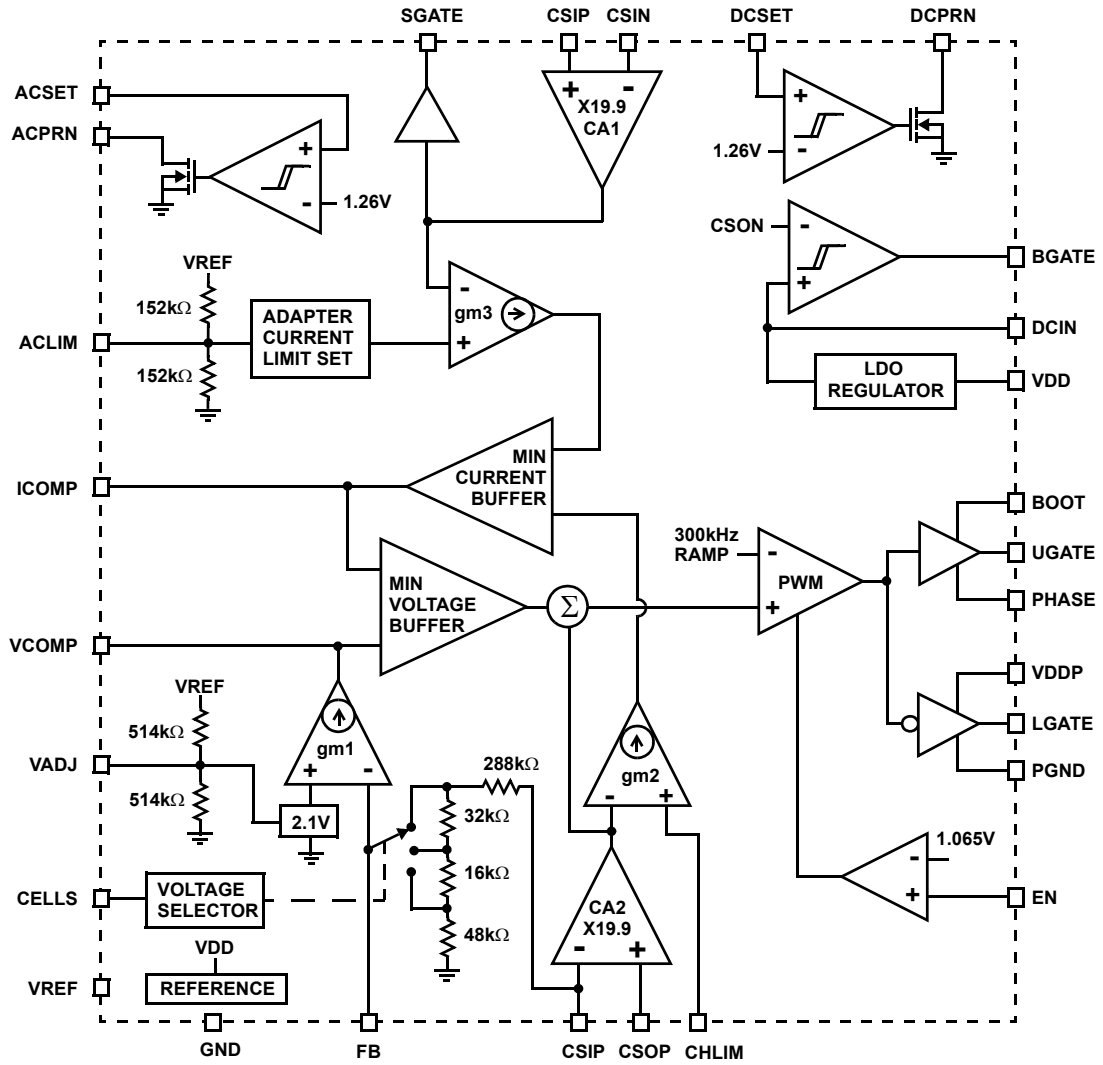 SGATE CSIP CSIN DCSET DCPRN
ACSET
ACPRN
+
-
1.26V
+ -
X19.9
CA1
+
-
1.26V
CSON
-
+
BGATE
DCIN
LDO
REGULATOR
VDD
VREF
152kΩ
152kΩ
ACLIM
ADAPTER
CURRENT
LIMIT SET
-
gm3
+
ICOMP
MIN
CURRENT
BUFFER
MIN
VOLTAGE
BUFFER
Σ
300kHz
RAMP
-
PWM
+
BOOT
UGATE
PHASE
VDDP
LGATE
PGND
VCOMP
VREF
514kΩ
514kΩ
VADJ
gm1
+ -
2.1V
288kΩ
32kΩ
16kΩ
48kΩ
gm2
- +
CA2
X19.9
- +
1.065V
-
+
EN
CELLS
VOLTAGE
SELECTOR
VDD
REFERENCE
VREF
GND FB CSIP CSOP CHLIM